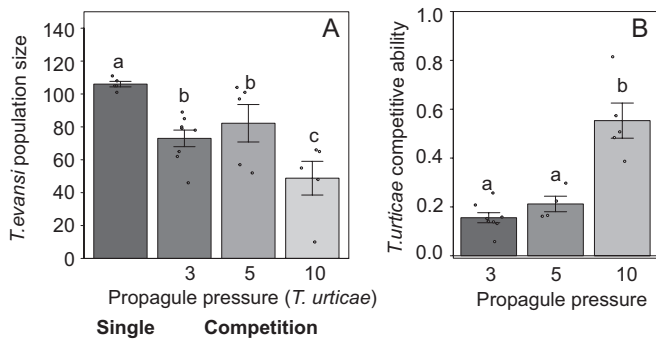 A
T.evansi population size
140
120
100
80
60
40
20
0
a
b
b
c
3 5 10
Propagule pressure (T. urticae)
Single Competition
B
T.urticae competitive ability
1.0
0.8
0.6
0.4
0.2
0.0
a
a
b
3 5 10
Propagule pressure